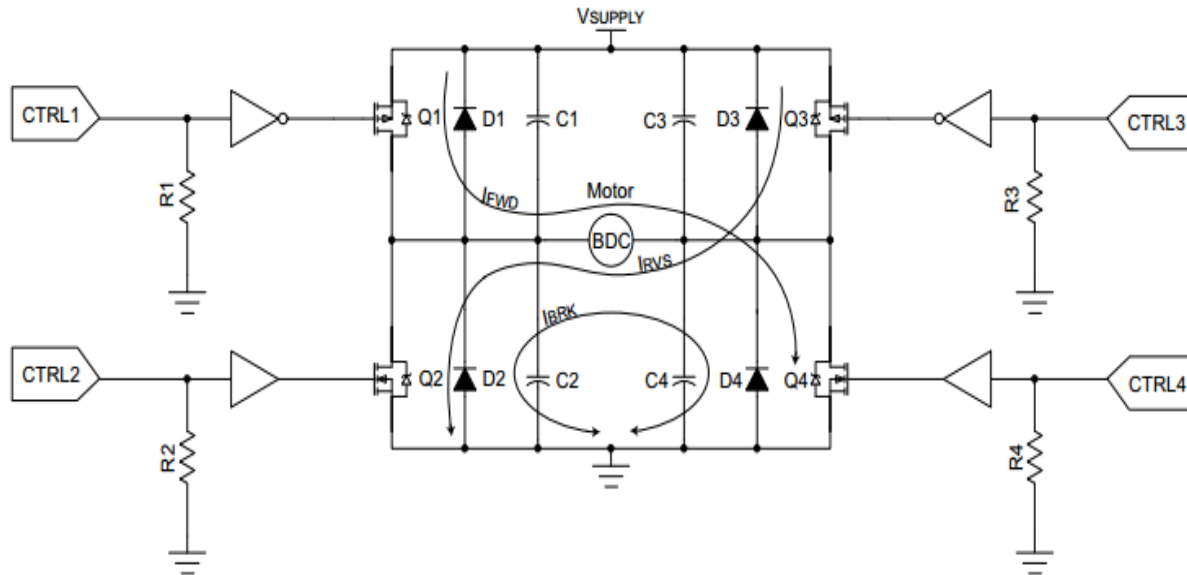 VSUPPLY
CTRL1
Q1
D1
C1
C3
D3
Q3
CTRL3
R1
IFWD
Motor
R3
BDC
IRVS
IBRK
CTRL2
Q2
D2
C2
C4
D4
Q4
CTRL4
R2
R4